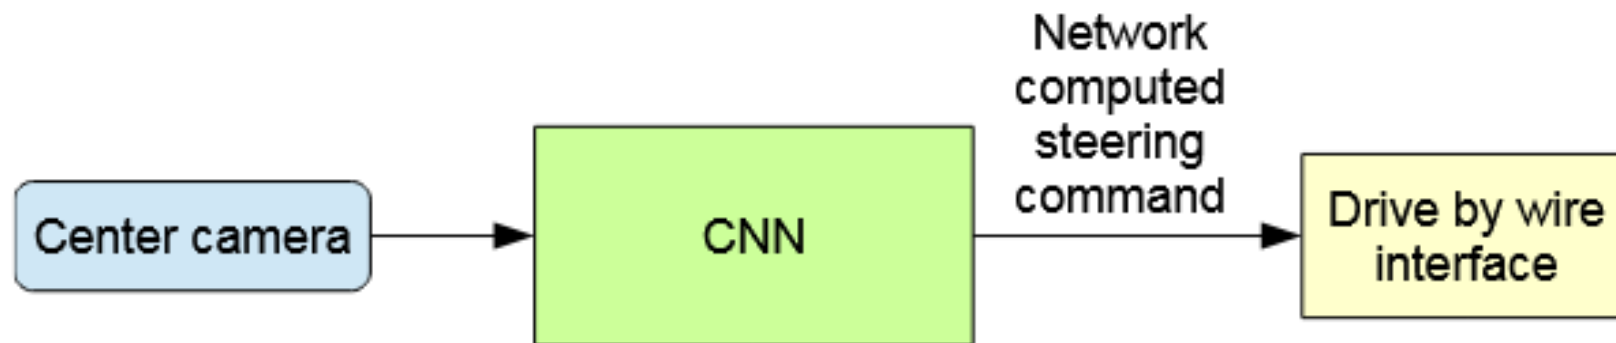 Center camera
CNN
Network
computed
steering
command
Drive by wire
interface